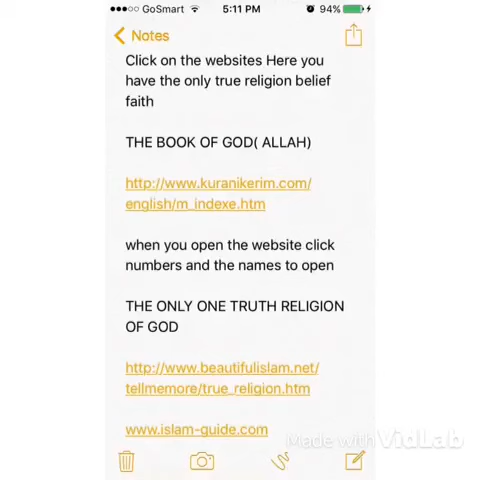 GoSmart 5:11 PM 94%
Notes
Click on the websites Here you
have the only true religion belief
faith
THE BOOK OF GOD( ALLAH)
http://www.kuranikerim.com/
english/m_indexe.htm
when you open the website click
numbers and the names to open
THE ONLY ONE TRUTH RELIGION
OF GOD
http://www.beautifulislam.net/
tellmemore/true_religion.htm
www.islam-guide.com
Made with VidLab